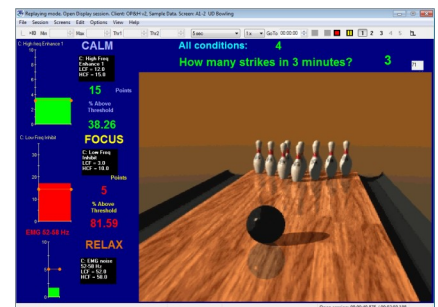 Replaying mode: Open Display session. Client: OPI&H v2, Sample Data. Screen: A1-2 UD Bowling
File Session Screens Edit Options View Help
5 sec 1 x GoTo 00:00:00 1 2 3 4 5
C: High freq Enhance 1
CALM
C: High Freq
Enhance 1
LCF = 12.0
HCF = 15.0
15 Points
% Above
Threshold
38.26
C: Low Freq Inhibit
FOCUS
C: Low Freq
Inhibit
LCF = 3.0
HCF = 10.0
Points
5
% Above
Threshold
81.59
EMG 52-58 Hz
RELAX
C: EMG noise
52-58 Hz
LCF = 52.0
HCF = 58.0
All conditions: 4
How many strikes in 3 minutes? 3